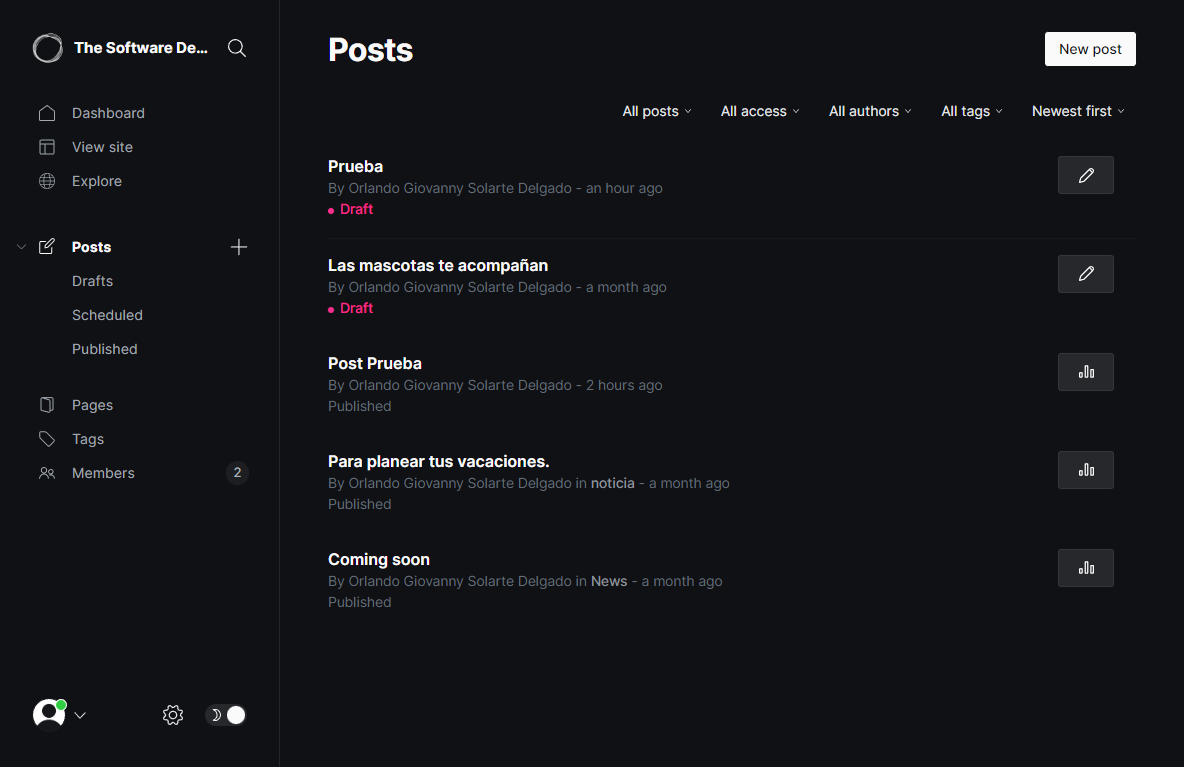 The Software De...
Dashboard
View site
Explore
Posts
Drafts
Scheduled
Published
Pages
Tags
Members 2
Posts
New post
All posts All access All authors All tags Newest first
Prueba
By Orlando Giovanny Solarte Delgado - an hour ago
Draft
Las mascotas te acompañan
By Orlando Giovanny Solarte Delgado - a month ago
Draft
Post Prueba
By Orlando Giovanny Solarte Delgado - 2 hours ago
Published
Para planear tus vacaciones.
By Orlando Giovanny Solarte Delgado in noticia - a month ago
Published
Coming soon
By Orlando Giovanny Solarte Delgado in News - a month ago
Published